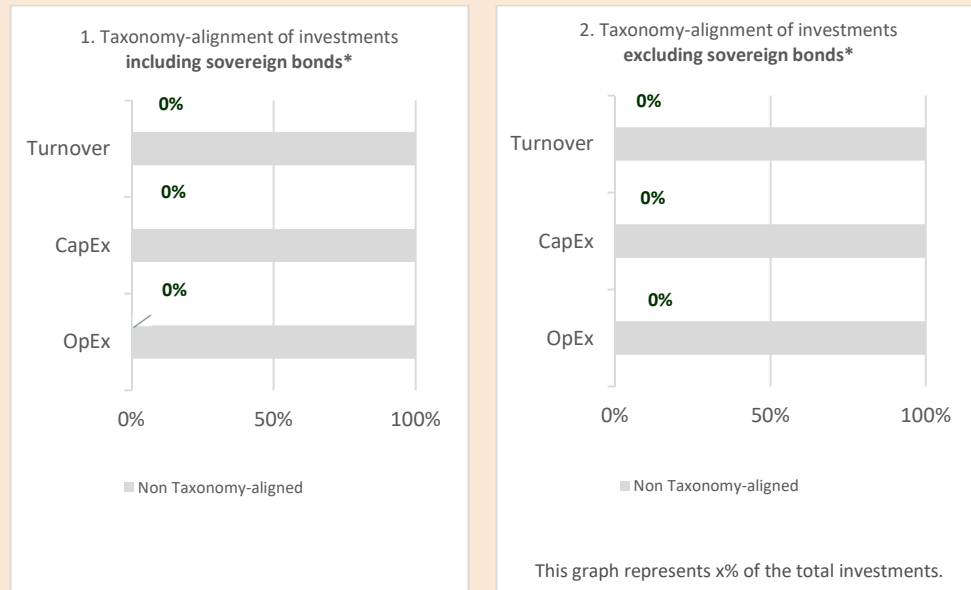 1. Taxonomy-alignment of investments
including sovereign bonds*
0%
Turnover
0%
CapEx
0%
OpEx
0%
50%
100%
Non Taxonomy-aligned
2. Taxonomy-alignment of investments
excluding sovereign bonds*
0%
Turnover
0%
CapEx
0%
OpEx
0%
50%
100%
Non Taxonomy-aligned
This graph represents x% of the total investments.